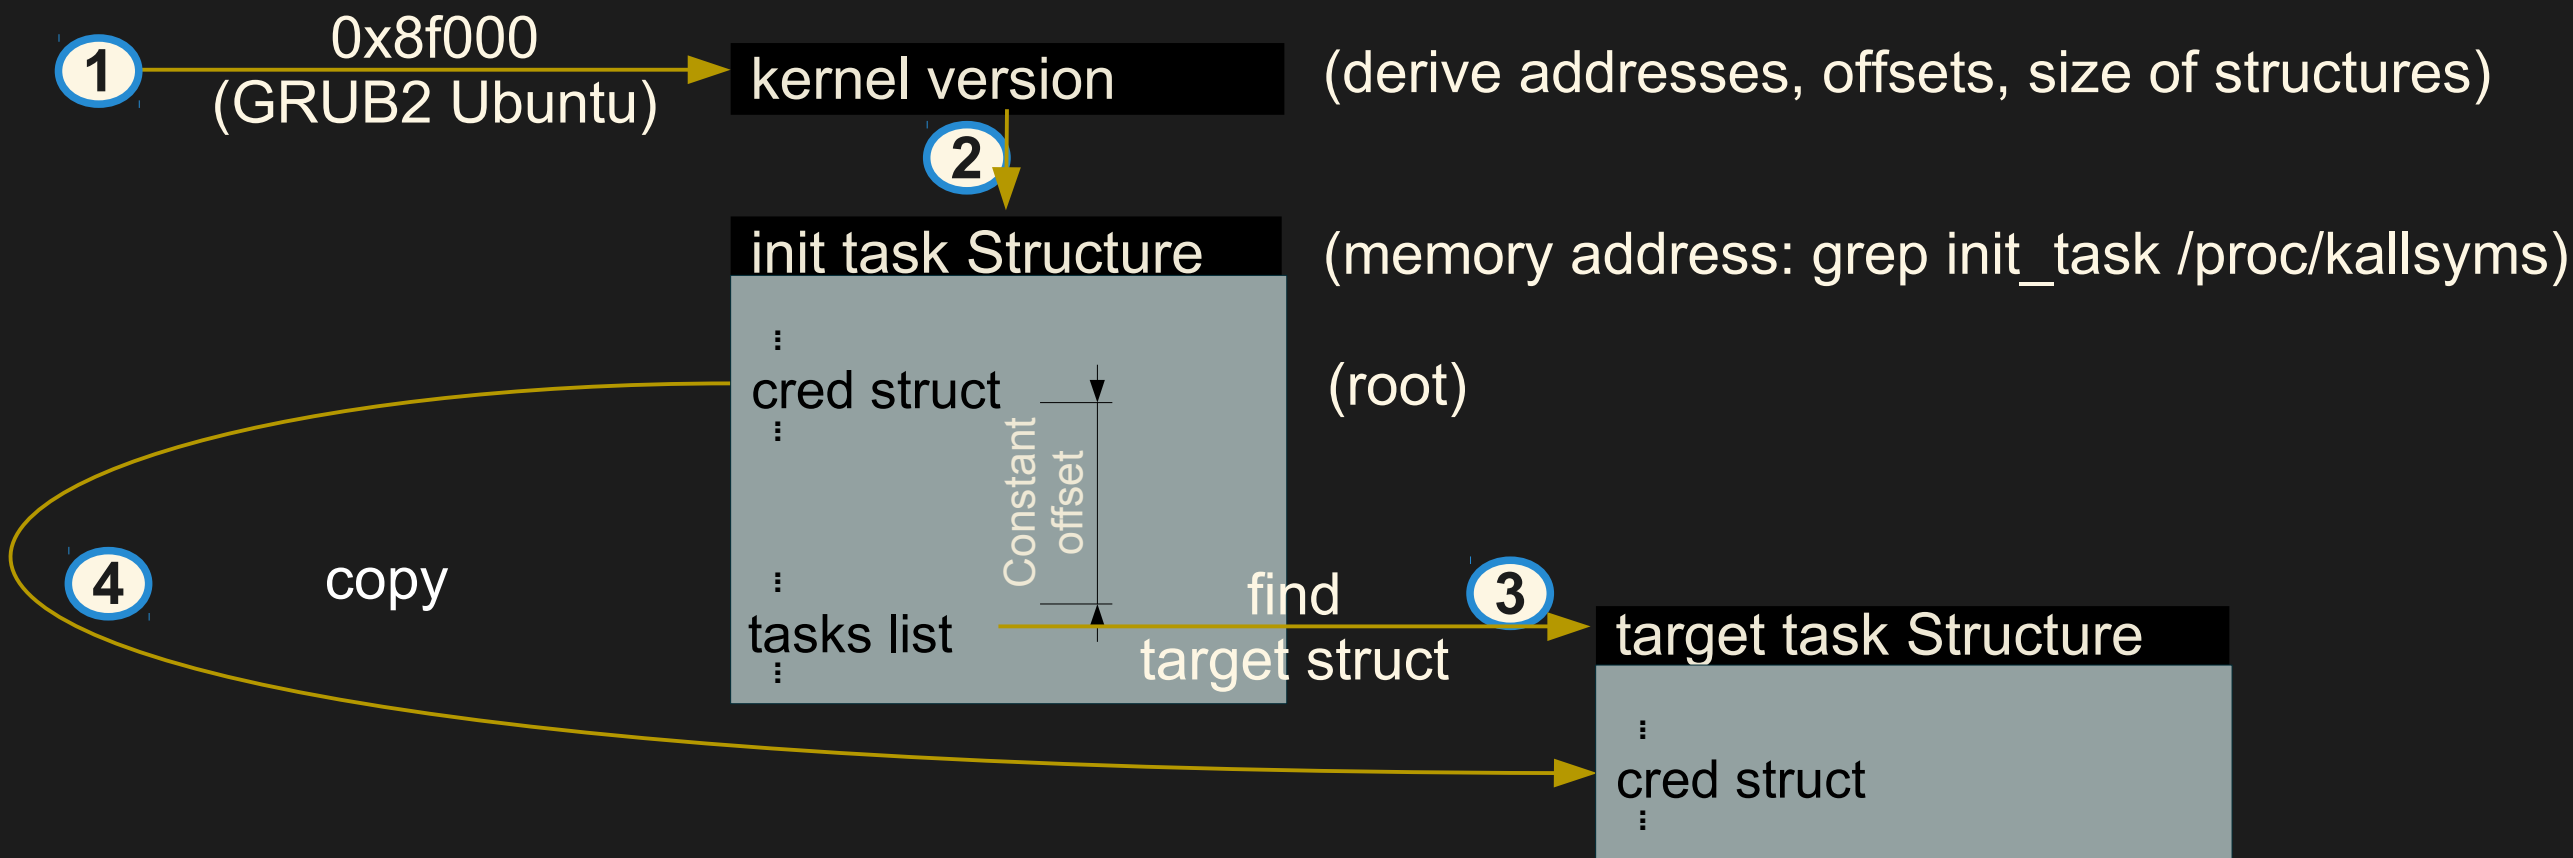 1
0x8f000
(GRUB2 Ubuntu)
kernel version
(derive addresses, offsets, size of structures)
2
init task Structure
(memory address: grep init_task /proc/kallsyms)
...
cred struct
(root)
...
Constant
offset
...
tasks list
...
find
target struct
3
4
copy
target task Structure
...
cred struct
...